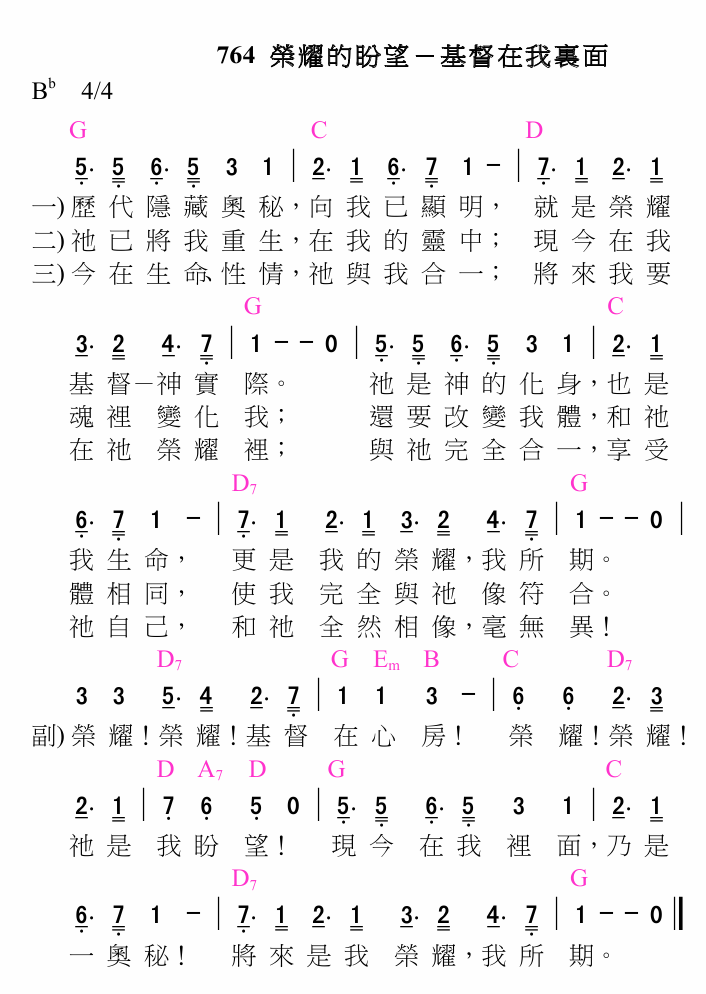 764 榮耀的盼望－基督在我裏面
Bb 4/4
G C D
5· 5 6· 5 3 1 | 2· 1 6· 7 1 － | 7· 1 2· 1
一) 歷代隱藏奧秘，向我已顯明， 就是榮耀
二) 祂已將我重生，在我的靈中； 現今在我
三) 今在生命、性情，祂與我合一； 將來我要
G C
3· 2 4· 7 | 1 － － 0 | 5· 5 6· 5 3 1 | 2· 1
基督－神實 際。 祂是神的化身，也是
魂裡 變化 我； 還要改變我體，和祂
在祂 榮耀 裡； 與祂完全合一，享受
D7 G
6· 7 1 － | 7· 1 2· 1 3· 2 4· 7 | 1 － － 0 |
我生命， 更是 我的榮耀，我所 期。
體相同， 使我 完全與祂 像符 合。
祂自己， 和祂 全然相像，毫無 異！
D7 G Em B C D7
3 3 5· 4 2· 7 | 1 1 3 － | 6 6 2· 3
副) 榮耀！榮耀！基督 在心 房！ 榮 耀！榮耀！
D A7 D G C
2· 1 | 7 6 5 0 | 5· 5 6· 5 3 1 | 2· 1
祂是 我盼 望！ 現今 在我 裡 面，乃是
D7 G
6· 7 1 － | 7· 1 2· 1 3· 2 4· 7 | 1 － － 0 ‖
一奧秘！ 將來是我 榮耀，我所 期。